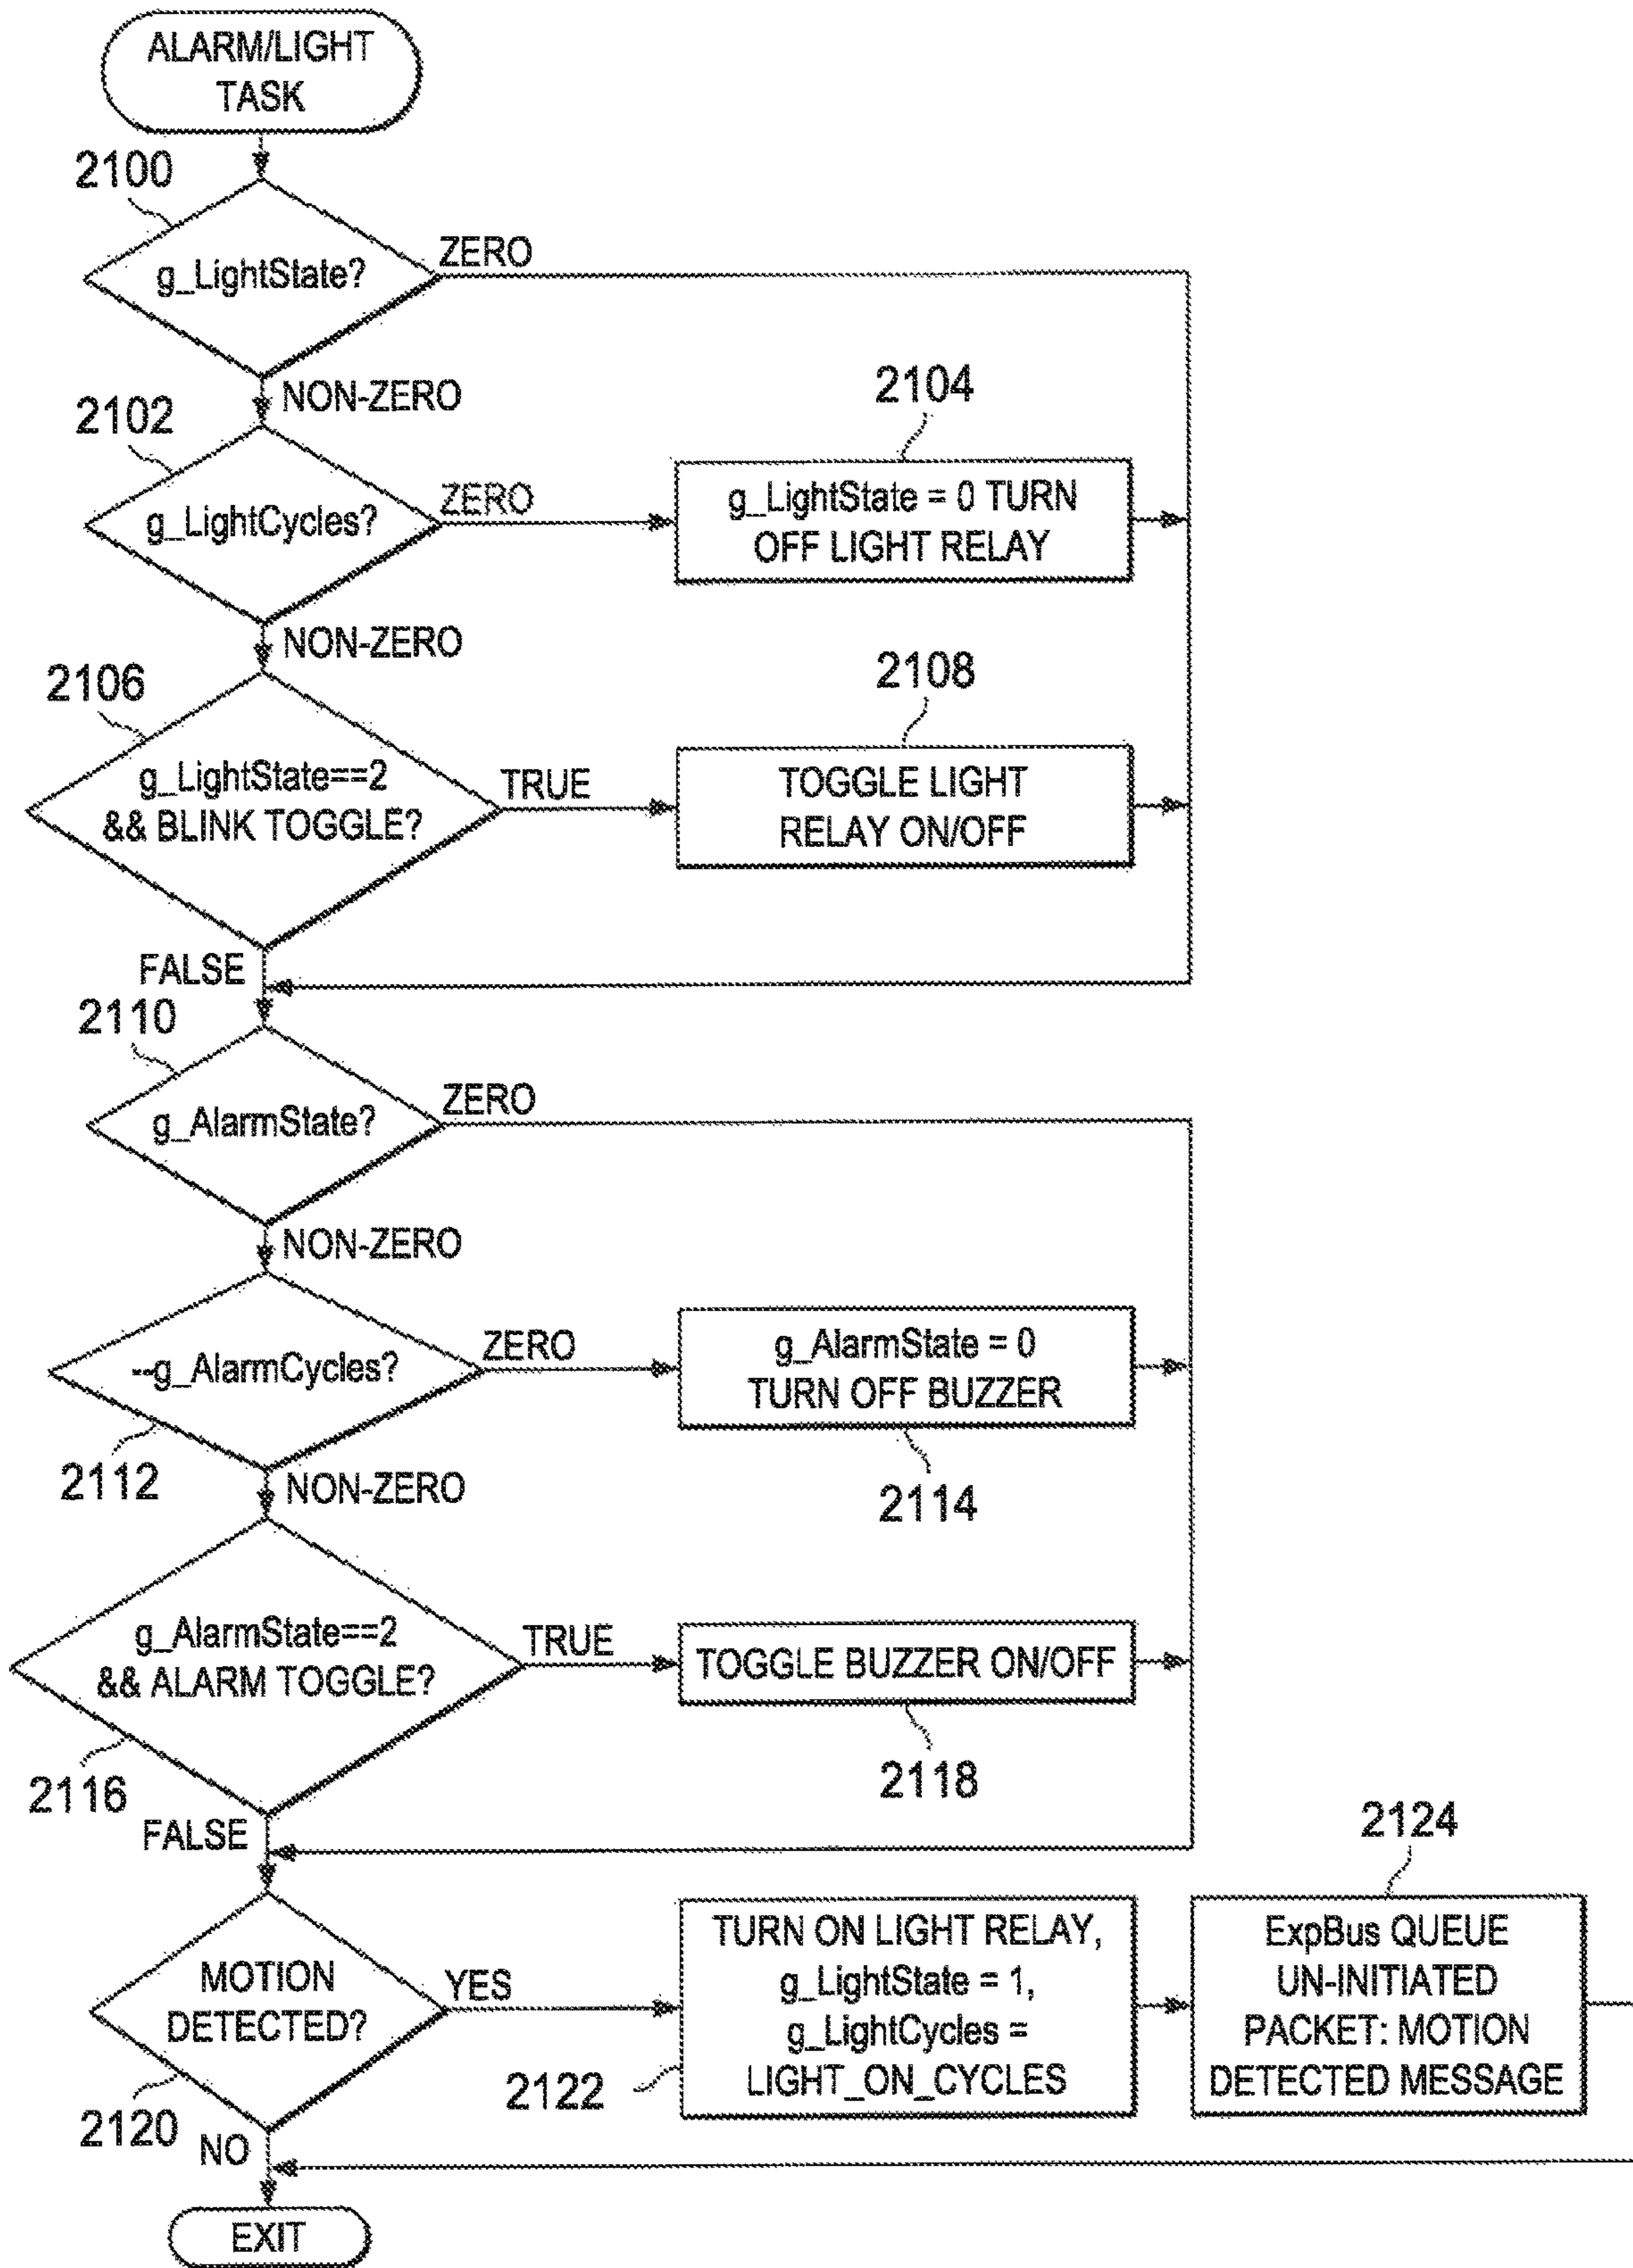 ALARM/LIGHT
TASK
2100
g_LightState?
ZERO
NON-ZERO
2102
g_LightCycles?
ZERO
2104
g_LightState = 0 TURN
OFF LIGHT RELAY
NON-ZERO
2106
g_LightState==2
&& BLINK TOGGLE?
TRUE
2108
TOGGLE LIGHT
RELAY ON/OFF
FALSE
2110
g_AlarmState?
ZERO
NON-ZERO
--g_AlarmCycles?
2112
ZERO
g_AlarmState = 0
TURN OFF BUZZER
2114
NON-ZERO
g_AlarmState==2
&& ALARM TOGGLE?
2116
TRUE
TOGGLE BUZZER ON/OFF
2118
FALSE
MOTION
DETECTED?
2120
YES
TURN ON LIGHT RELAY,
g_LightState = 1,
g_LightCycles =
LIGHT_ON_CYCLES
2122
2124
ExpBus QUEUE
UN-INITIATED
PACKET: MOTION
DETECTED MESSAGE
NO
EXIT